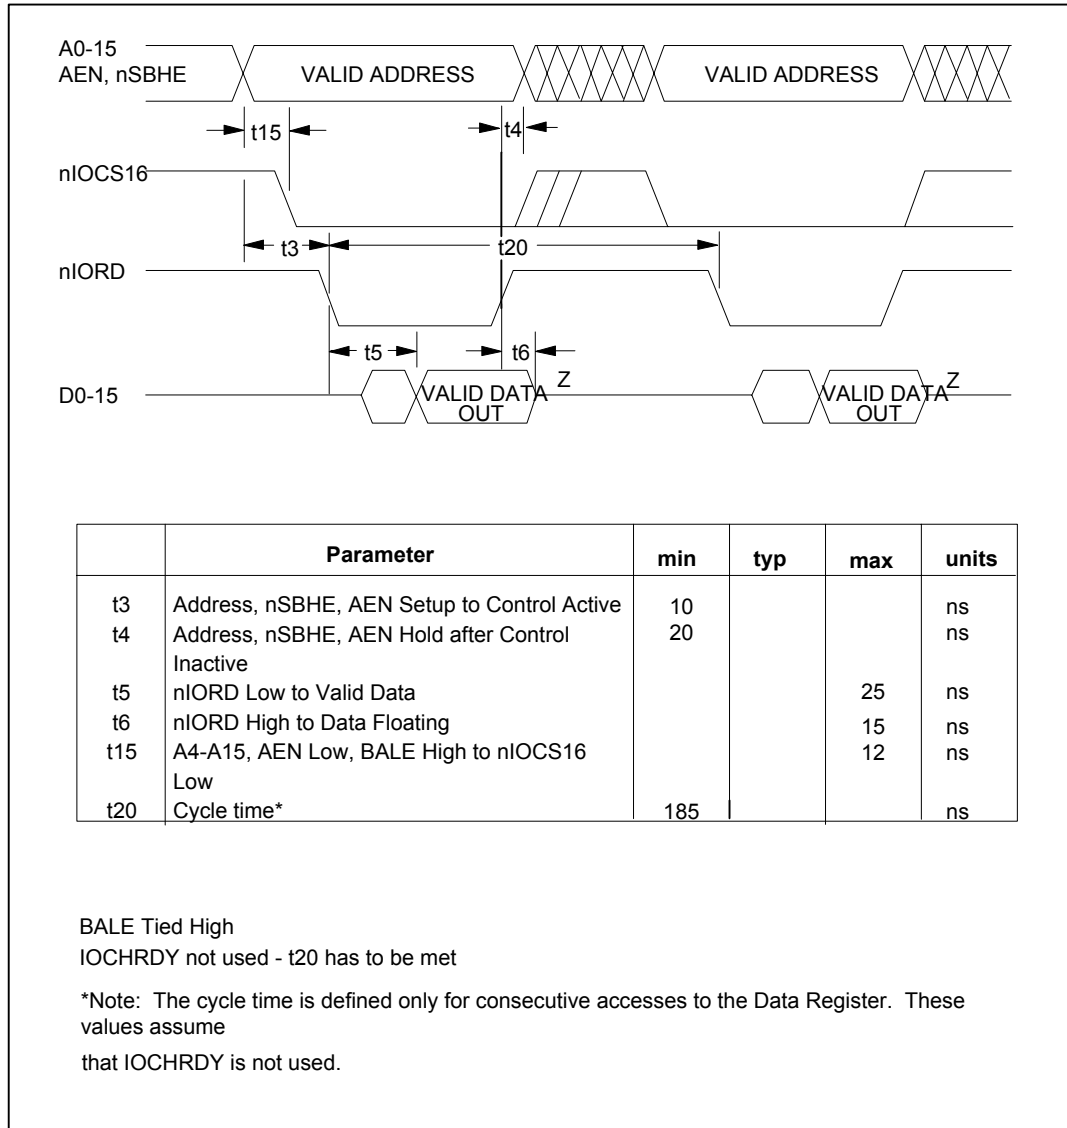 A0-15
AEN, nSBHE
VALID ADDRESS
VALID ADDRESS
t15
t4
nIOCS16
t3
t20
nIORD
t5
t6
Z
Z
D0-15
VALID DATA
OUT
VALID DATA
OUT
Parameter min typ max units
t3 Address, nSBHE, AEN Setup to Control Active 10 ns
t4 Address, nSBHE, AEN Hold after Control 20 ns
Inactive
t5 nIORD Low to Valid Data 25 ns
t6 nIORD High to Data Floating 15 ns
t15 A4-A15, AEN Low, BALE High to nIOCS16 12 ns
Low
t20 Cycle time* 185 ns
BALE Tied High
IOCHRDY not used - t20 has to be met
*Note: The cycle time is defined only for consecutive accesses to the Data Register. These
values assume
that IOCHRDY is not used.